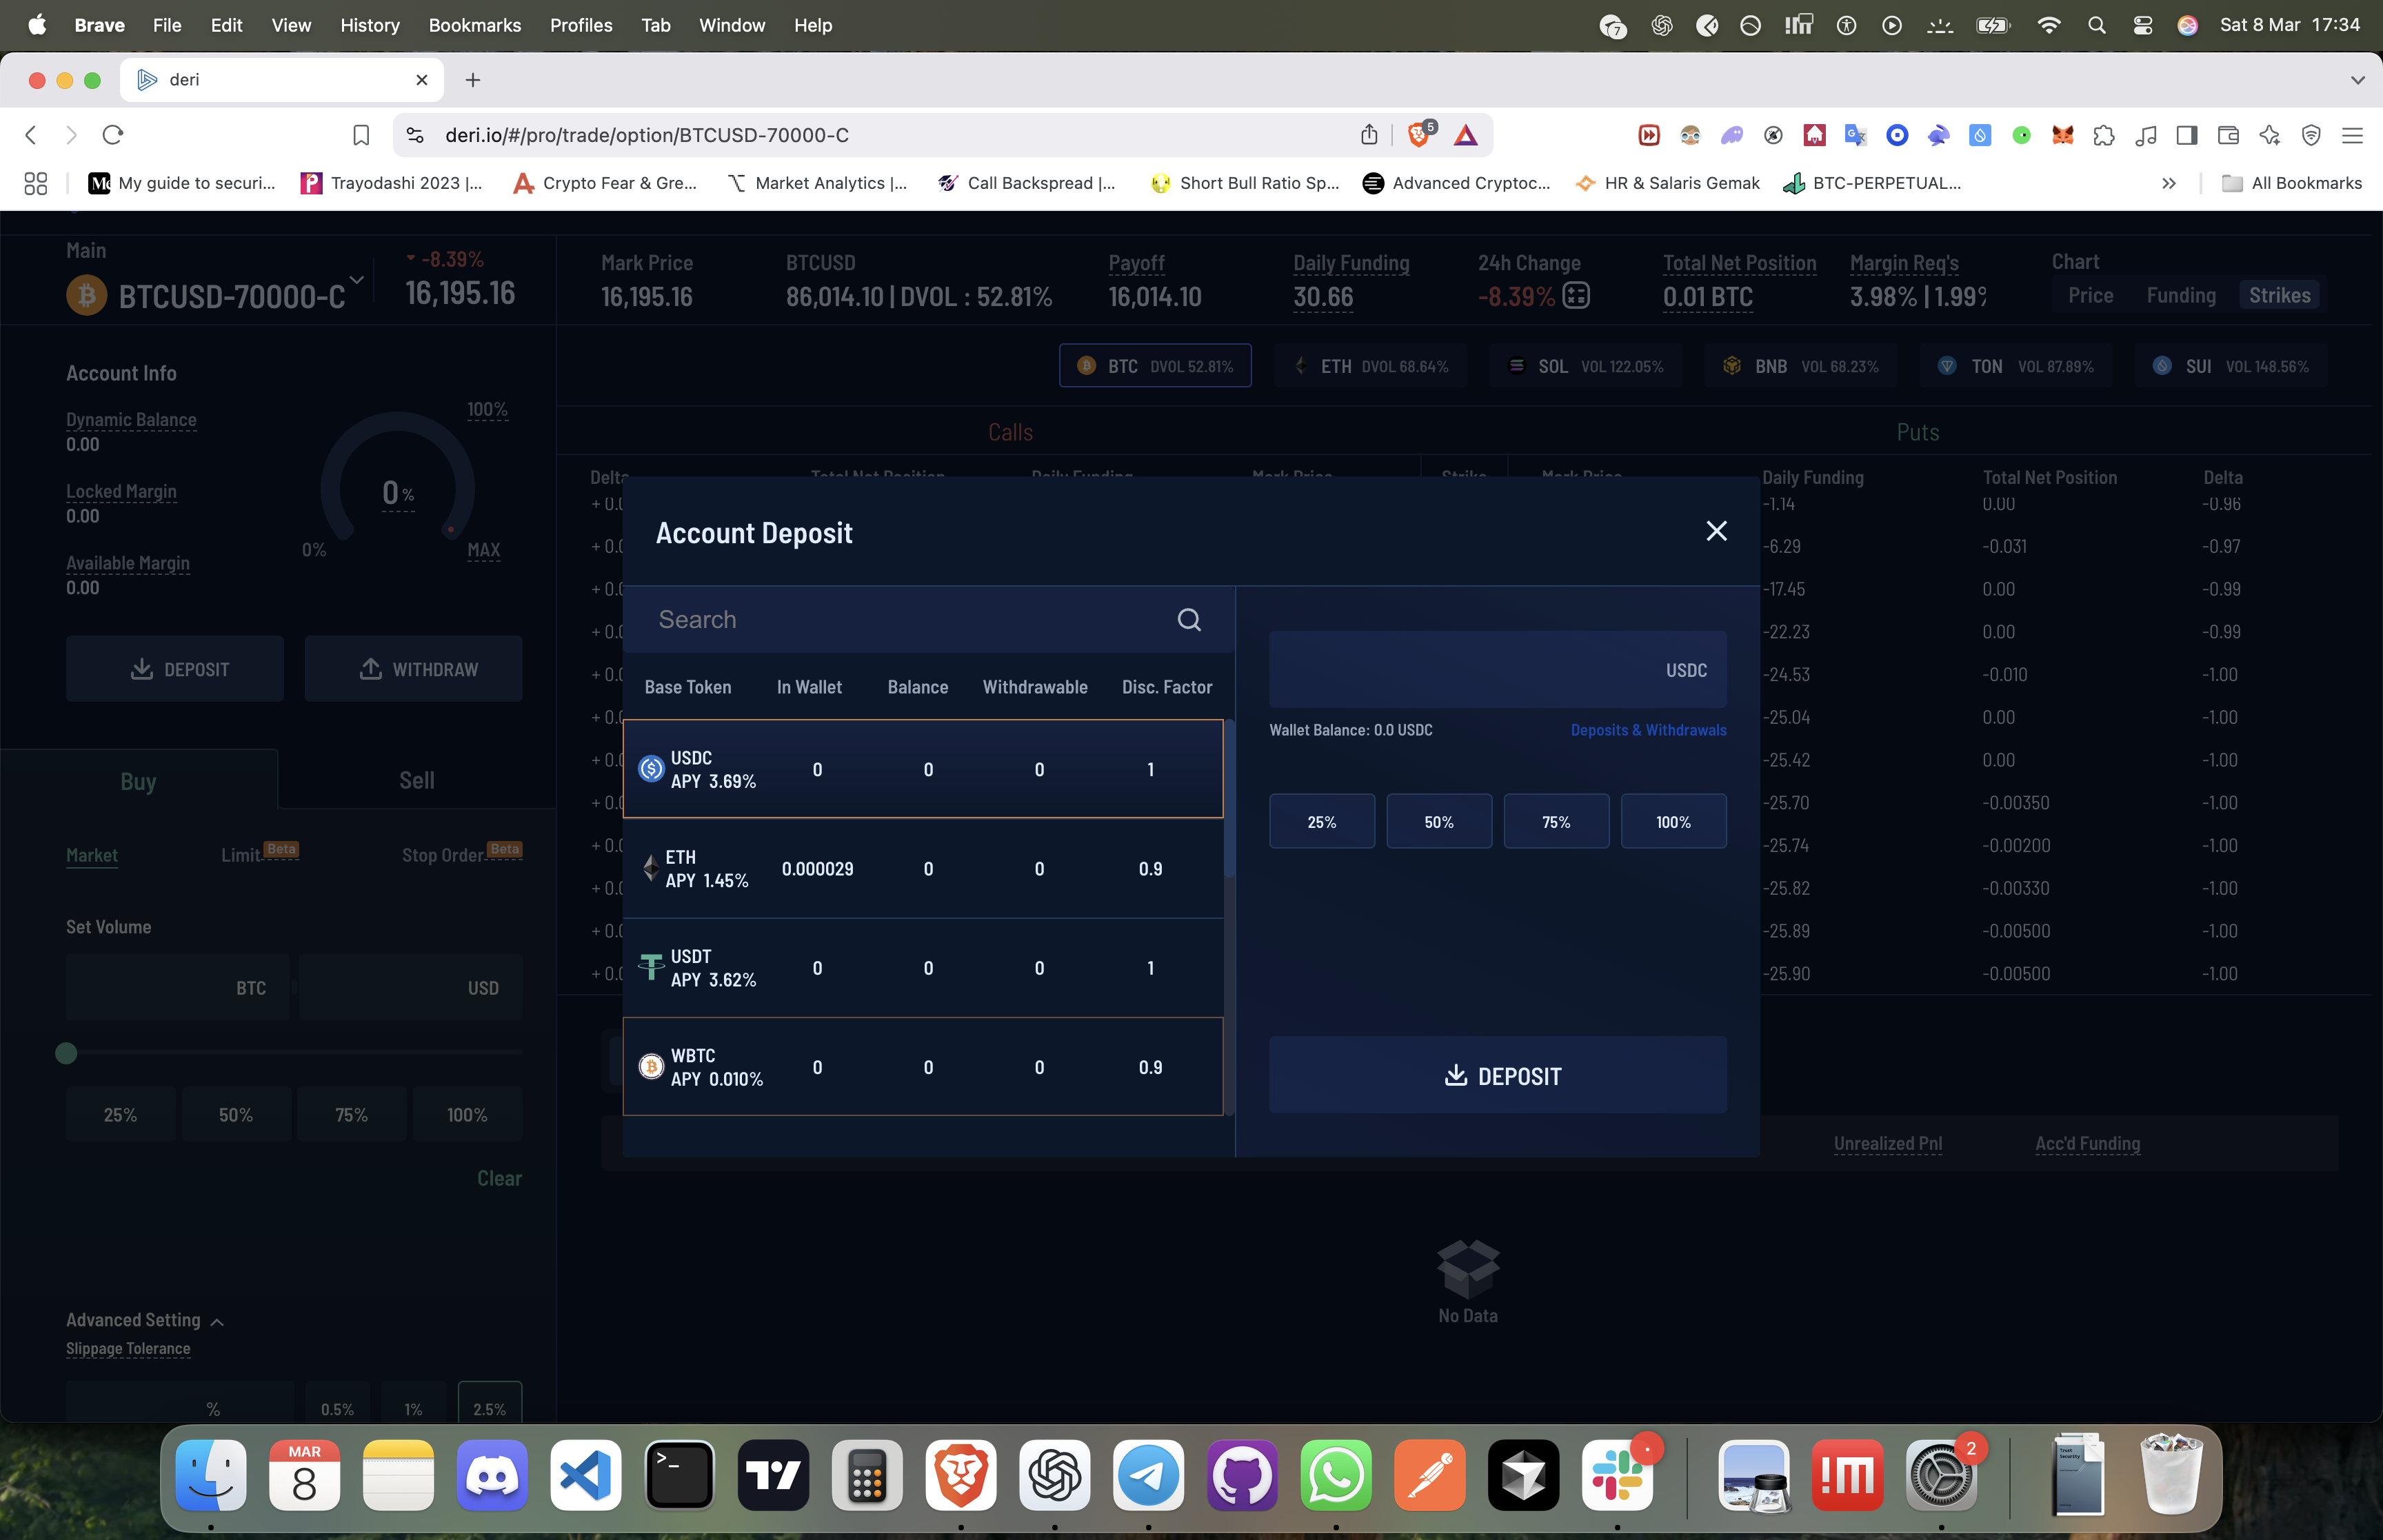 Brave File Edit View History Bookmarks Profiles Tab Window Help
7
Sat 8 Mar 17:34
deri
deri.io/#/pro/trade/option/BTCUSD-70000-C
5
My guide to securi...
Trayodashi 2023 |...
Crypto Fear & Gre...
Market Analytics |...
Call Backspread |...
Short Bull Ratio Sp...
Advanced Cryptoc...
HR & Salaris Gemak
BTC-PERPETUAL...
All Bookmarks
Main
BTCUSD-70000-C
-8.39%
16,195.16
Mark Price
16,195.16
BTCUSD
86,014.10 | DVOL : 52.81%
Payoff
16,014.10
Daily Funding
30.66
24h Change
-8.39%
Total Net Position
0.01 BTC
Margin Req's
3.98% | 1.99%
Chart
Price Funding Strikes
BTC DVOL 52.81%
ETH DVOL 68.64%
SOL VOL 122.05%
BNB VOL 68.23%
TON VOL 87.89%
SUI VOL 148.56%
Account Info
Dynamic Balance
0.00
Locked Margin
0.00
Available Margin
0.00
100%
0 %
0%
MAX
DEPOSIT
WITHDRAW
Buy
Sell
Market
Limit Beta
Stop Order Beta
Set Volume
BTC
USD
25% 50% 75% 100%
Clear
Advanced Setting
Slippage Tolerance
% 0.5% 1% 2.5%
Calls
Puts
Delta Total Net Position Daily Funding Mark Price Strike Mark Price Daily Funding Total Net Position Delta
-1.14 0.00 -0.96
-6.29 -0.031 -0.97
-17.45 0.00 -0.99
-22.23 0.00 -0.99
-24.53 -0.010 -1.00
-25.04 0.00 -1.00
-25.42 0.00 -1.00
-25.70 -0.00350 -1.00
-25.74 -0.00200 -1.00
-25.82 -0.00330 -1.00
-25.89 -0.00500 -1.00
-25.90 -0.00500 -1.00
Account Deposit
Search
Base Token In Wallet Balance Withdrawable Disc. Factor
USDC
APY 3.69% 0 0 0 1
ETH
APY 1.45% 0.000029 0 0 0.9
USDT
APY 3.62% 0 0 0 1
WBTC
APY 0.010% 0 0 0 0.9
USDC
Wallet Balance: 0.0 USDC
Deposits & Withdrawals
25% 50% 75% 100%
DEPOSIT
Unrealized Pnl
Acc'd Funding
No Data
MAR
8
2